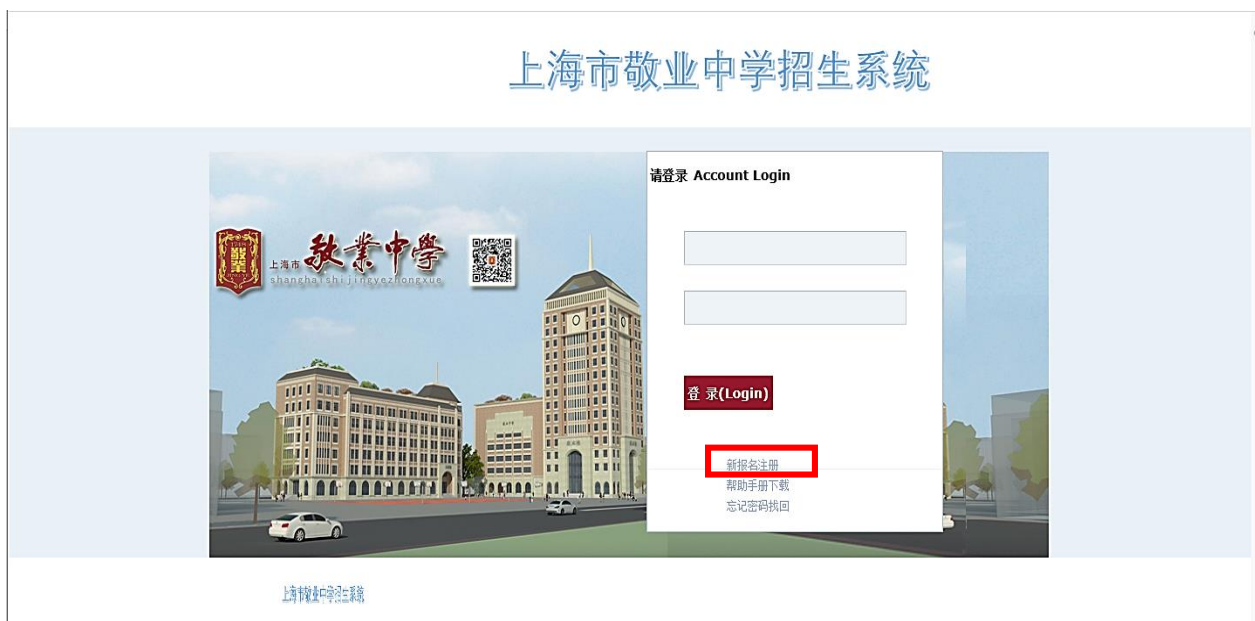 上海市敬业中学招生系统
请登录 Account Login
上海市 敬業中學
shanghaishijingyezhongxue
登 录(Login)
新报名注册
帮助手册下载
忘记密码找回
上海市敬业中学招生系统